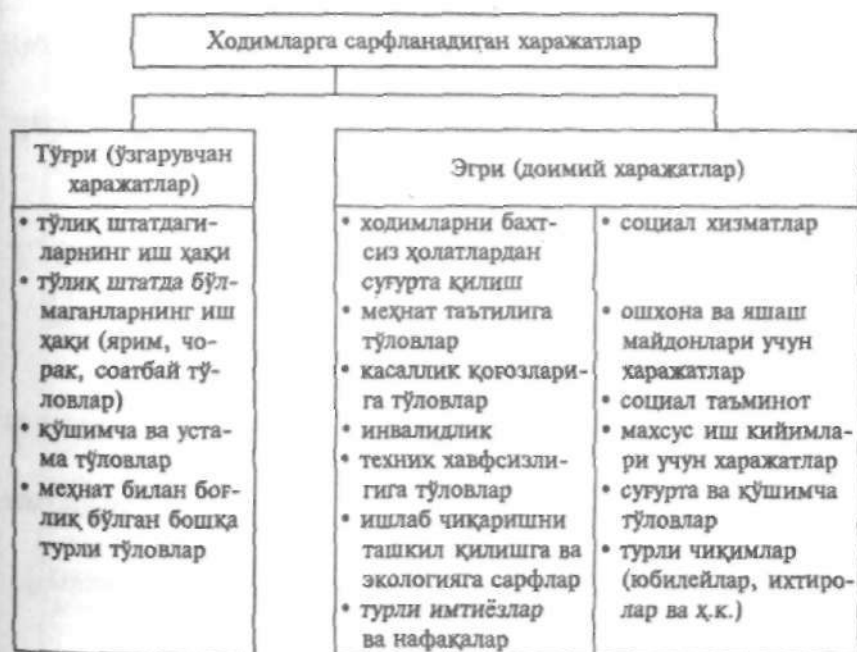 Ходимларга сарфланадиган харажатлар
Тўғри (ўзгарувчан
харажатлар)
• тўлиқ штатдаги-
ларнинг иш ҳақи
• тўлиқ штатда бўл-
маганларнинг иш
ҳақи (ярим, чо-
рак, соатбай тў-
ловлар)
• қўшимча ва уста-
ма тўловлар
• меҳнат билан боғ-
лиқ бўлган бошқа
турли тўловлар
Эгри (доимий харажатлар)
• ходимларни бахт-
сиз ҳолатлардан
суғурта қилиш
• меҳнат таътилига
тўловлар
• касаллик қоғозлари-
га тўловлар
• инвалидлик
• техник хавфсизли-
гига тўловлар
• ишлаб чиқаришни
ташкил қилишга ва
экологияга сарфлар
• турли имтиёзлар
ва нафақалар
• социал хизматлар
• ошхона ва яшаш
майдонлари учун
харажатлар
• социал таъминот
• махсус иш кийимла-
ри учун харажатлар
• суғурта ва қўшимча
тўловлар
• турли чиқимлар
(юбилейлар, ихтиро-
лар ва ҳ.к.)